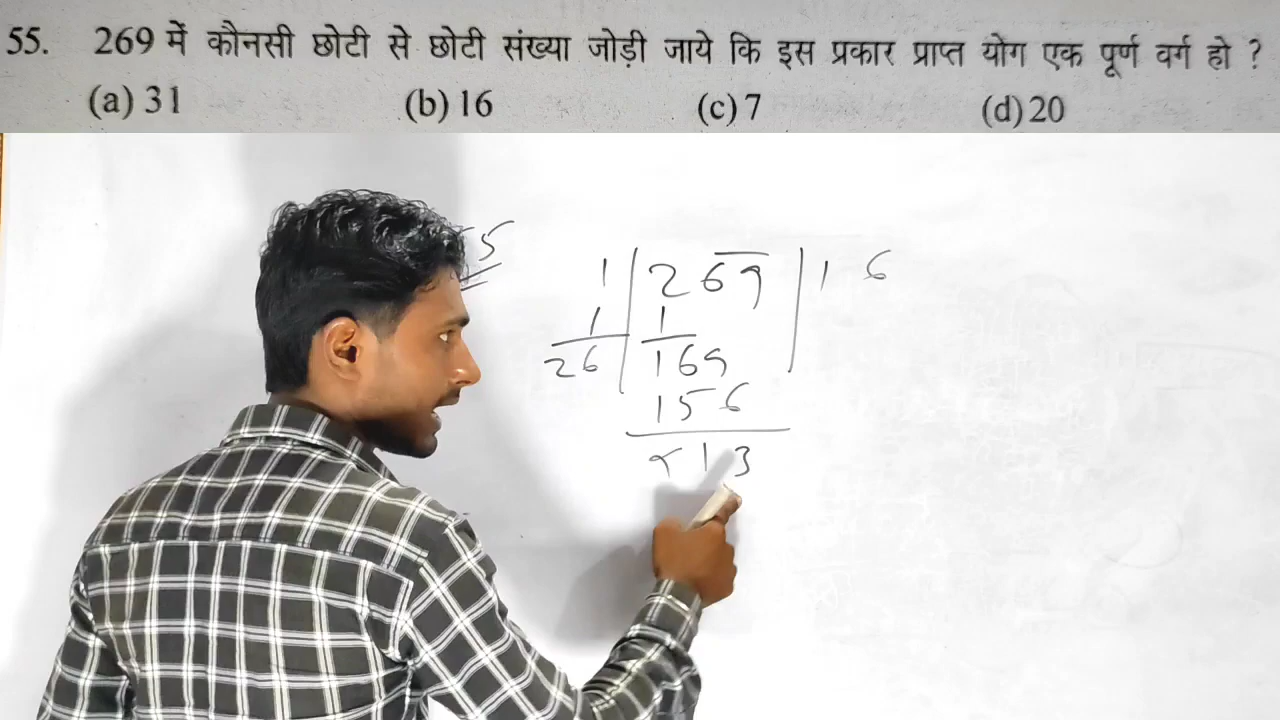 55. 269 में कौनसी छोटी से छोटी संख्या जोड़ी जाये कि इस प्रकार प्राप्त योग एक पूर्ण वर्ग हो ?
(a) 31 (b) 16 (c) 7 (d) 20
5
1 269 16
1 1
26 169
156
13